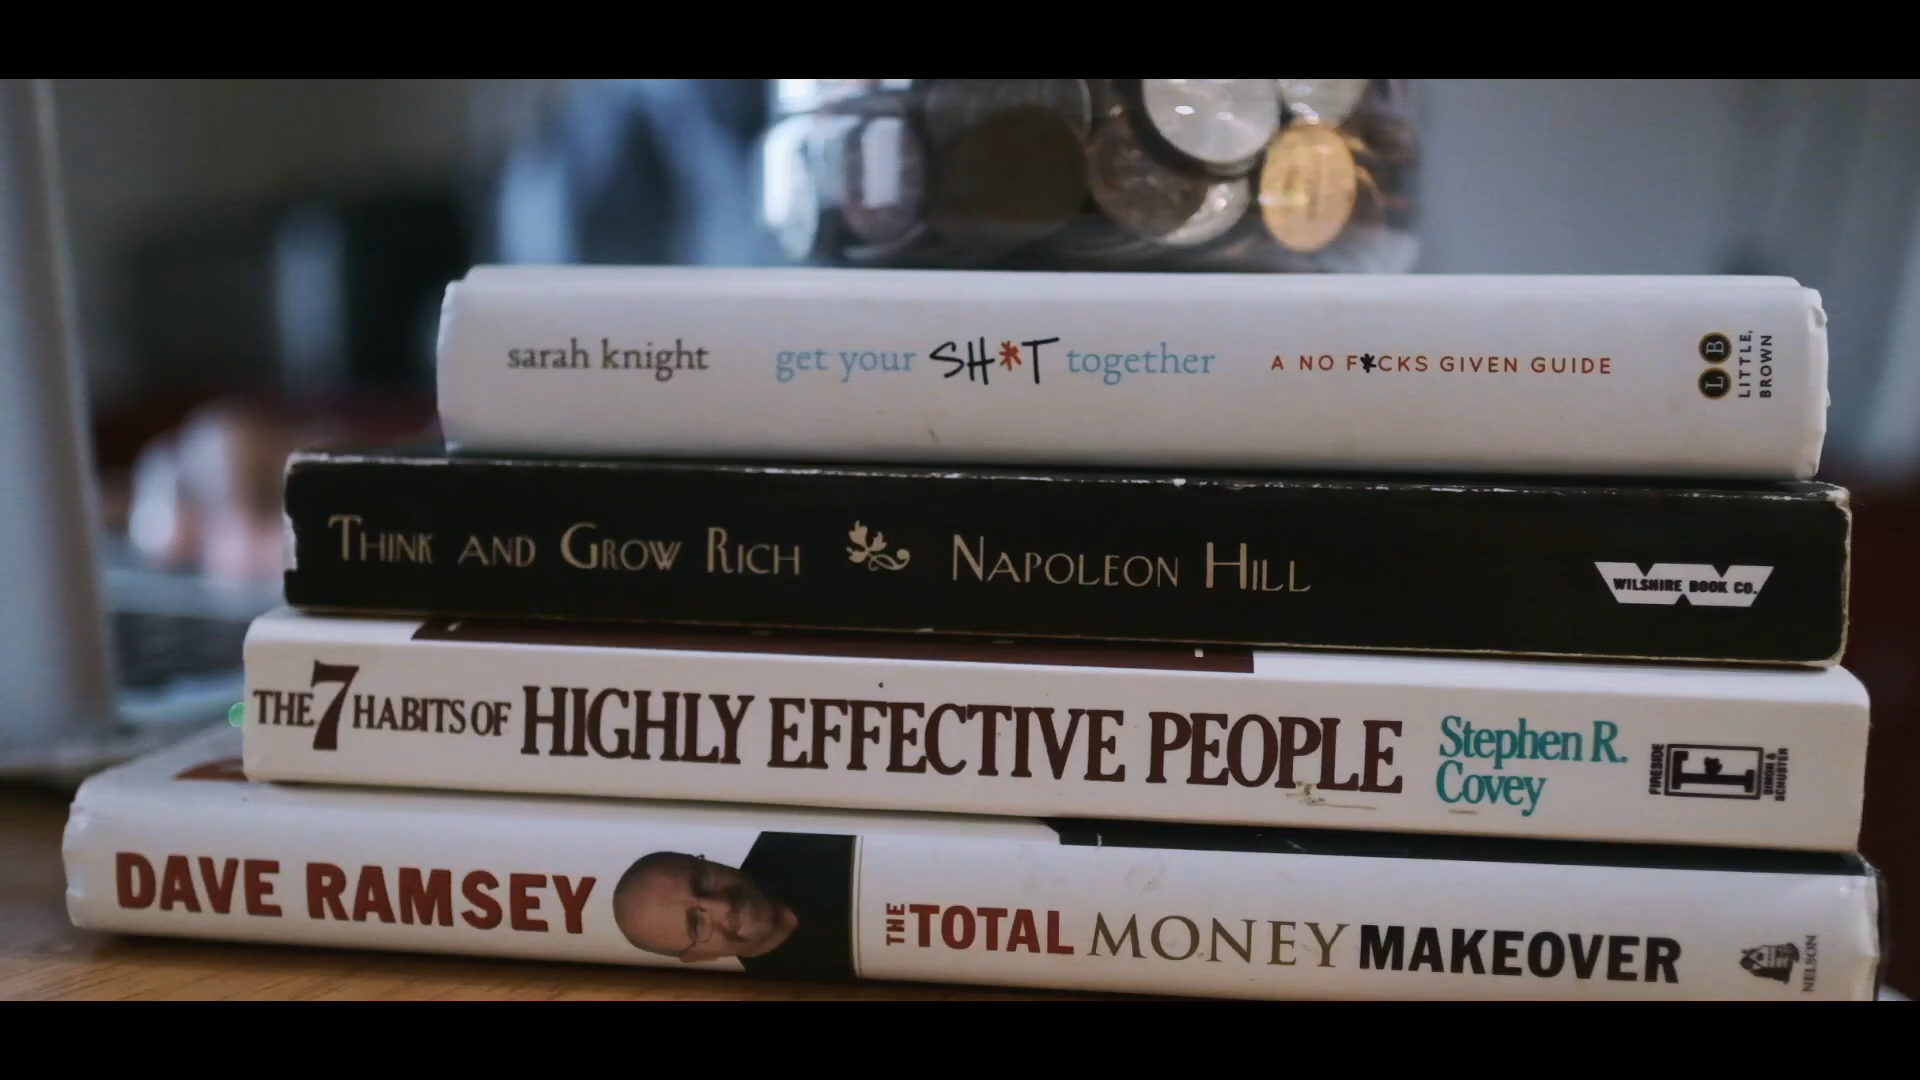 sarah knight get your SH*T together A NO F*CKS GIVEN GUIDE L B LITTLE, BROWN
THINK AND GROW RICH NAPOLEON HILL WILSHIRE BOOK CO.
THE 7 HABITS OF HIGHLY EFFECTIVE PEOPLE Stephen R. Covey FIRESIDE F SIMON & SCHUSTER
DAVE RAMSEY THE TOTAL MONEY MAKEOVER NELSON